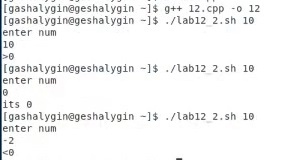 [gashalygin@geshalygin ~]$ g++ 12.cpp -o 12
[gashalygin@geshalygin ~]$ ./lab12_2.sh 10
enter num
10
>0
[gashalygin@geshalygin ~]$ ./lab12_2.sh 10
enter num
0
its 0
[gashalygin@geshalygin ~]$ ./lab12_2.sh 10
enter num
-2
<0